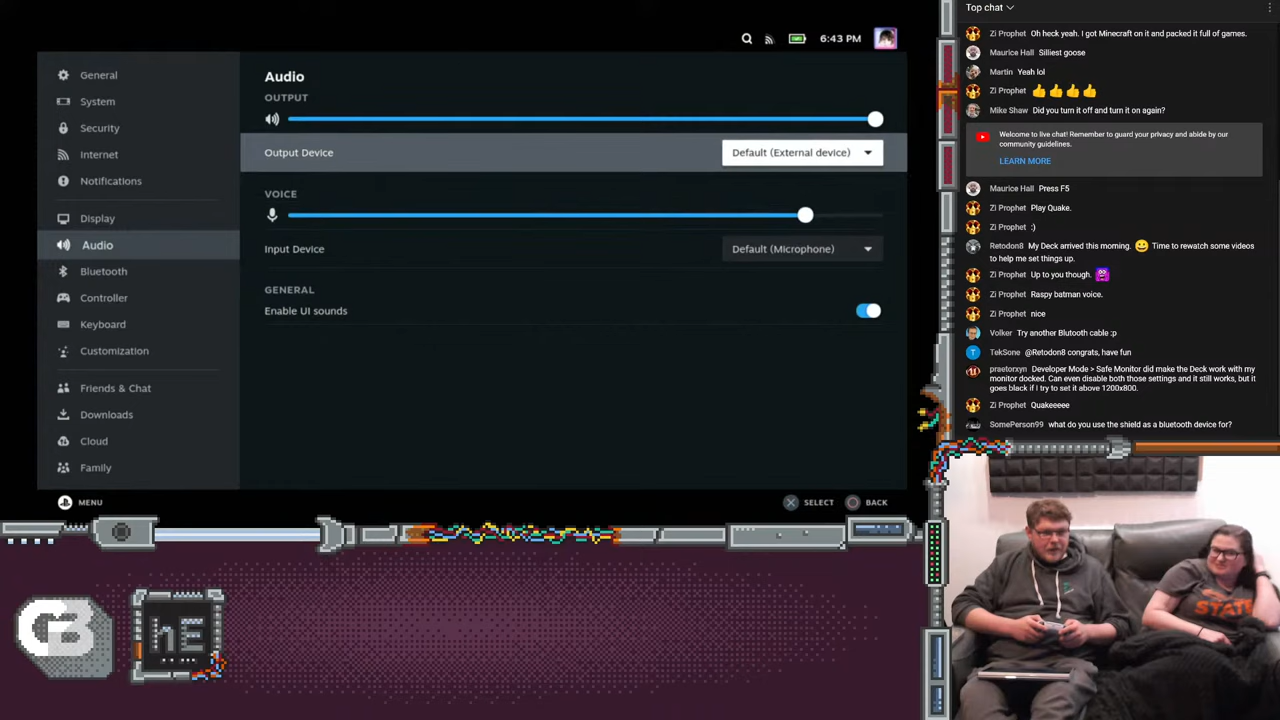 6:43 PM
General
System
Security
Internet
Notifications
Display
Audio
Bluetooth
Controller
Keyboard
Customization
Friends & Chat
Downloads
Cloud
Family
Audio
OUTPUT
Output Device
Default (External device)
VOICE
Input Device
Default (Microphone)
GENERAL
Enable UI sounds
MENU
SELECT
BACK
Top chat
Zi Prophet Oh heck yeah. I got Minecraft on it and packed it full of games.
Maurice Hall Silliest goose
Martin Yeah lol
Zi Prophet 👍👍👍👍
Mike Shaw Did you turn it off and turn it on again?
Welcome to live chat! Remember to guard your privacy and abide by our
community guidelines.
LEARN MORE
Maurice Hall Press F5
Zi Prophet Play Quake.
Zi Prophet :)
Retodon8 My Deck arrived this morning. 😀 Time to rewatch some videos
to help me set things up.
Zi Prophet Up to you though.
Zi Prophet Raspy batman voice.
Zi Prophet nice
Volker Try another Blutooth cable :p
T TekSone @Retodon8 congrats, have fun
praetorxyn Developer Mode > Safe Monitor did make the Deck work with my
monitor docked. Can even disable both those settings and it still works, but it
goes black if I try to set it above 1200x800.
Zi Prophet Quakeeeee
SomePerson99 what do you use the shield as a bluetooth device for?
STATE
GB
hE